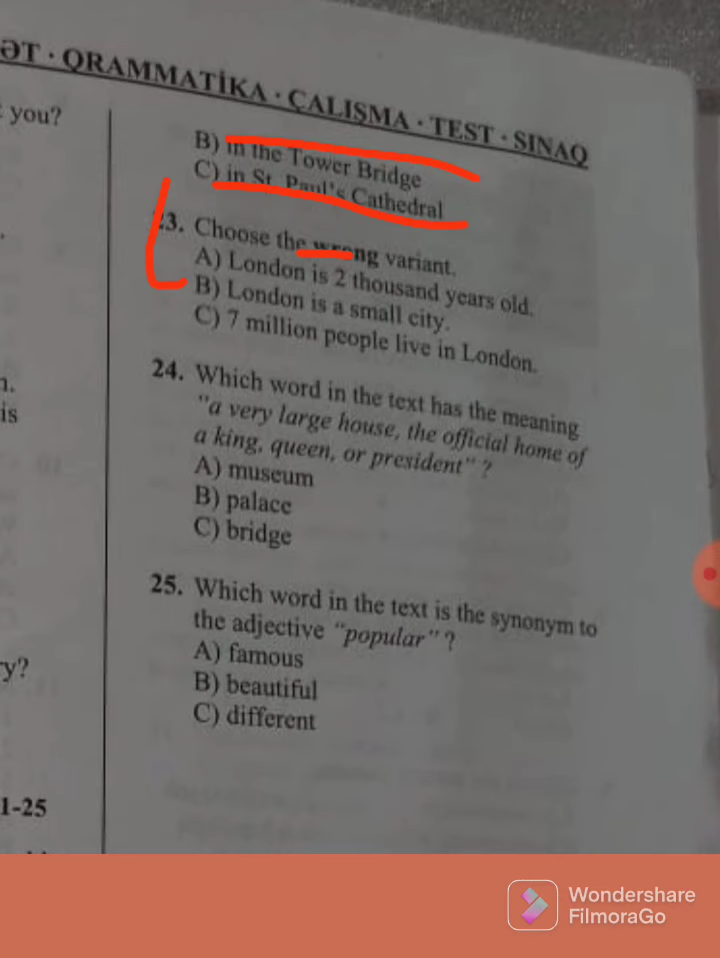 ƏT · QRAMMATİKA · ÇALIŞMA · TEST · SINAQ
you?
B) in the Tower Bridge
C) in St. Paul's Cathedral
23. Choose the wrong variant.
A) London is 2 thousand years old.
B) London is a small city.
C) 7 million people live in London.
24. Which word in the text has the meaning
"a very large house, the official home of
a king, queen, or president" ?
A) museum
B) palace
C) bridge
25. Which word in the text is the synonym to
the adjective "popular" ?
A) famous
B) beautiful
C) different
is
y?
1-25
Wondershare
FilmoraGo